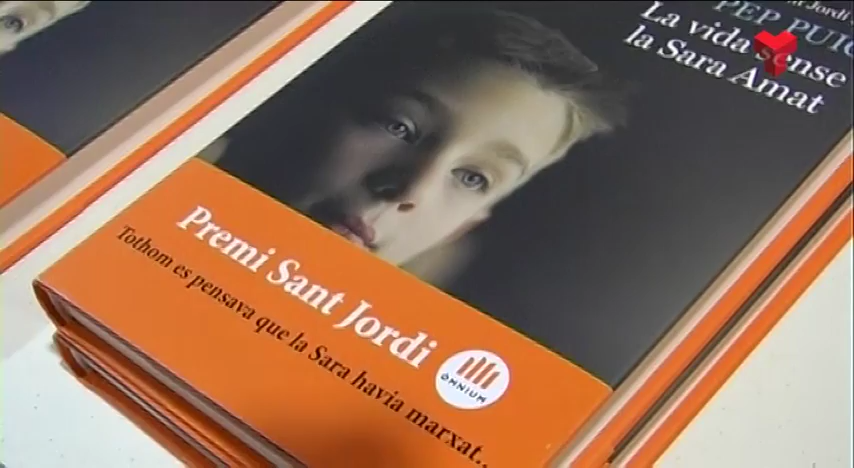 Jordi
PEP PUIG
La vida sense
la Sara Amat
Premi Sant Jordi
Tothom es pensava que la Sara havia marxat...
ÒMNIUM